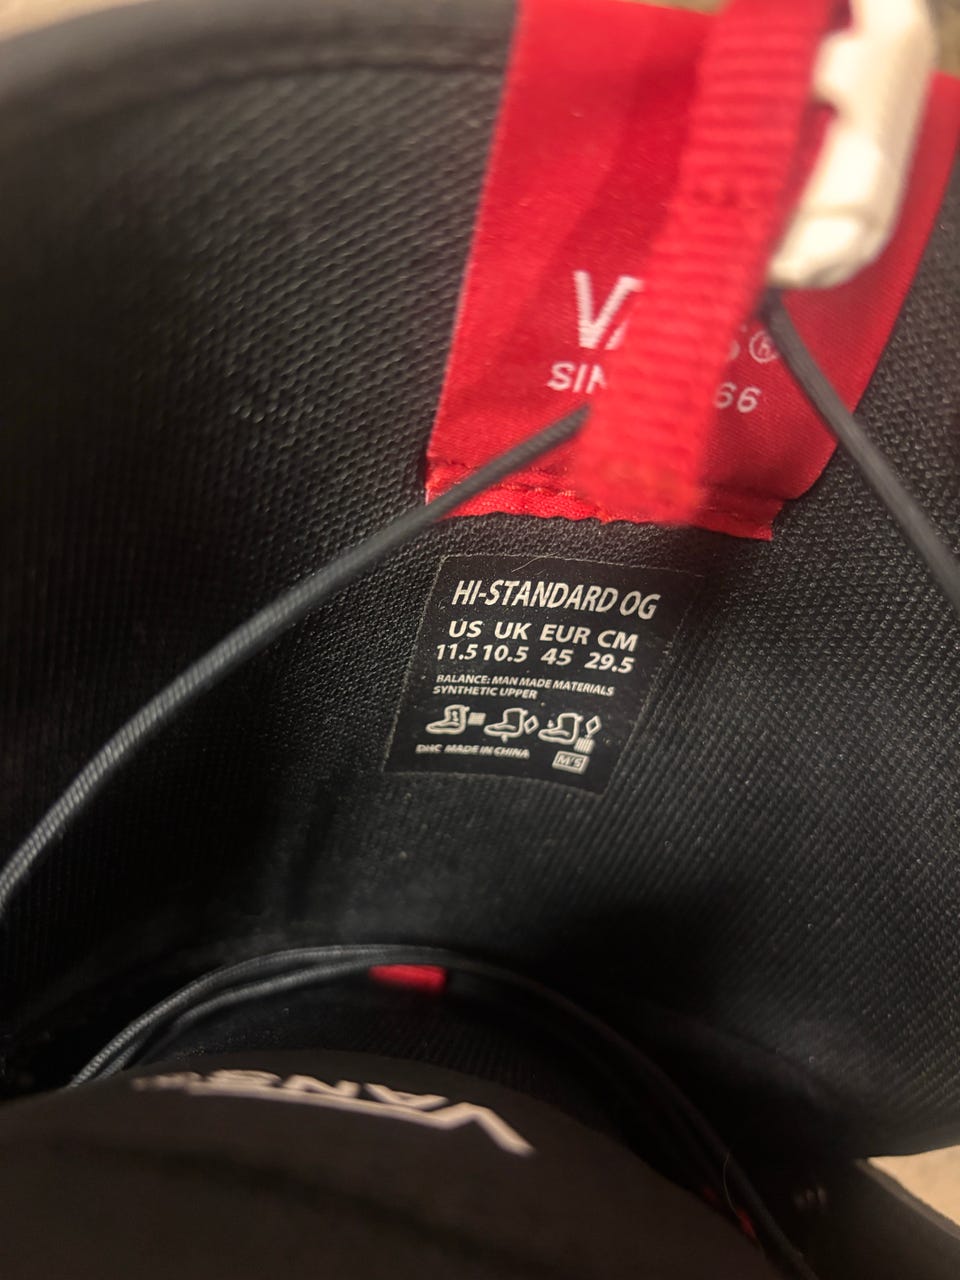 V
SIN 66
HI-STANDARD OG
US UK EUR CM
11.5 10.5 45 29.5
BALANCE: MAN MADE MATERIALS
SYNTHETIC UPPER
DHC MADE IN CHINA
M'S
VANS